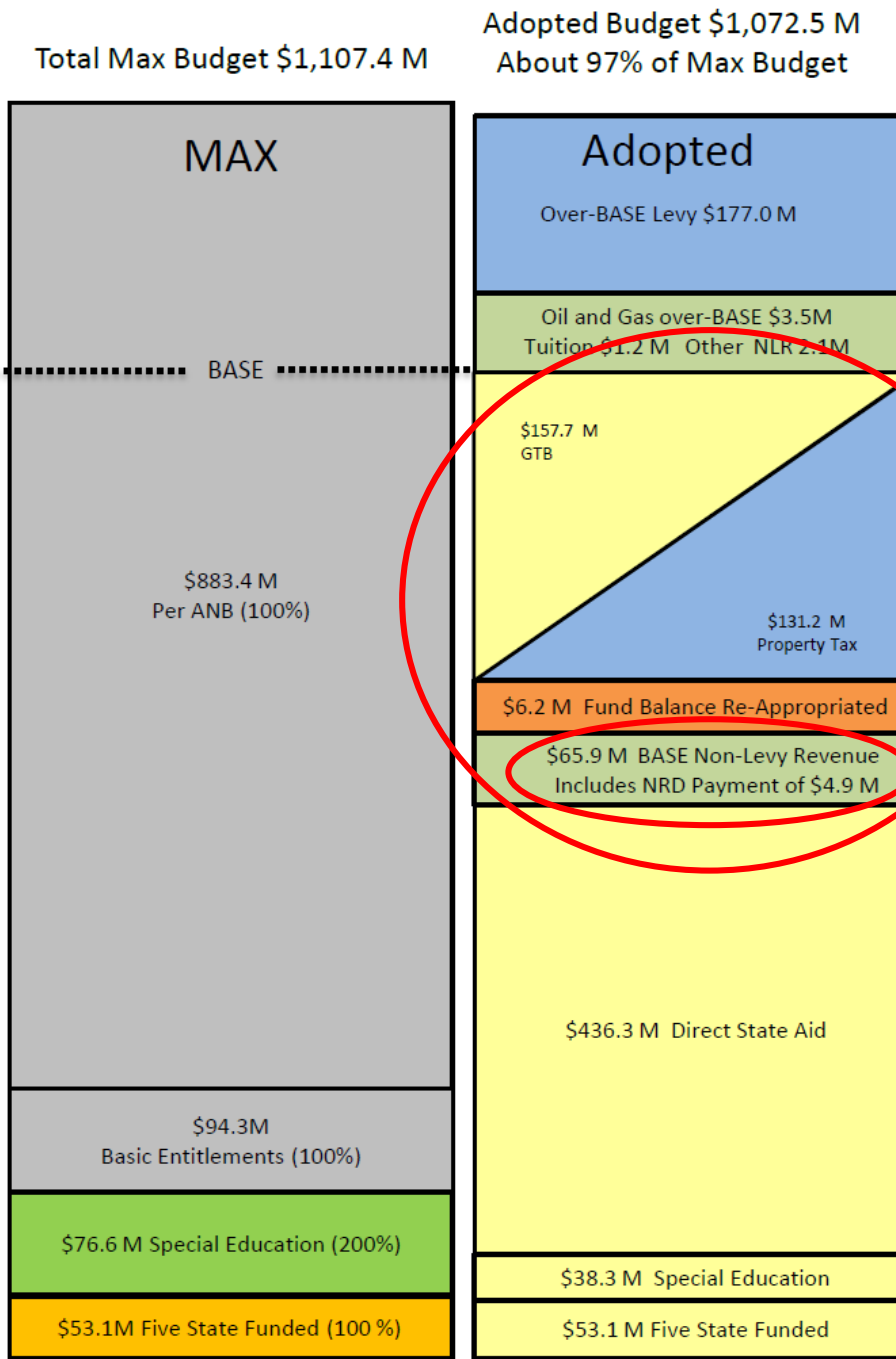 Total Max Budget $1,107.4 M
Adopted Budget $1,072.5 M
About 97% of Max Budget
MAX
BASE
$883.4 M
Per ANB (100%)
$94.3M
Basic Entitlements (100%)
$76.6 M Special Education (200%)
$53.1M Five State Funded (100 %)
Adopted
Over-BASE Levy $177.0 M
Oil and Gas over-BASE $3.5M
Tuition $1.2 M Other NLR 2.1M
$157.7 M
GTB
$131.2 M
Property Tax
$6.2 M Fund Balance Re-Appropriated
$65.9 M BASE Non-Levy Revenue
Includes NRD Payment of $4.9 M
$436.3 M Direct State Aid
$38.3 M Special Education
$53.1 M Five State Funded